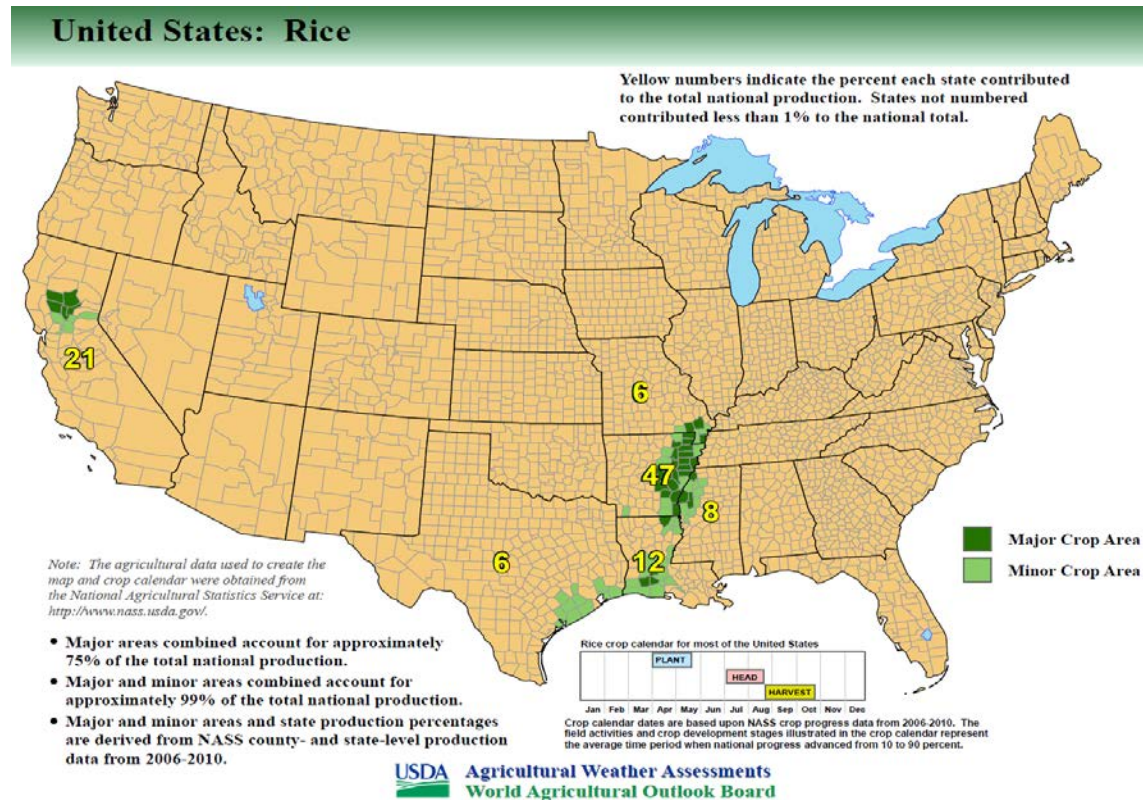 United States: Rice
Yellow numbers indicate the percent each state contributed
to the total national production. States not numbered
contributed less than 1% to the national total.
21
6
47
8
12
6
Major Crop Area
Minor Crop Area
Note: The agricultural data used to create the
map and crop calendar were obtained from
the National Agricultural Statistics Service at:
http://www.nass.usda.gov/.
• Major areas combined account for approximately
75% of the total national production.
• Major and minor areas combined account for
approximately 99% of the total national production.
• Major and minor areas and state production percentages
are derived from NASS county- and state-level production
data from 2006-2010.
Rice crop calendar for most of the United States
PLANT
HEAD
HARVEST
Jan Feb Mar Apr May Jun Jul Aug Sep Oct Nov Dec
Crop calendar dates are based upon NASS crop progress data from 2006-2010. The
field activities and crop development stages illustrated in the crop calendar represent
the average time period when national progress advanced from 10 to 90 percent.
USDA Agricultural Weather Assessments
World Agricultural Outlook Board